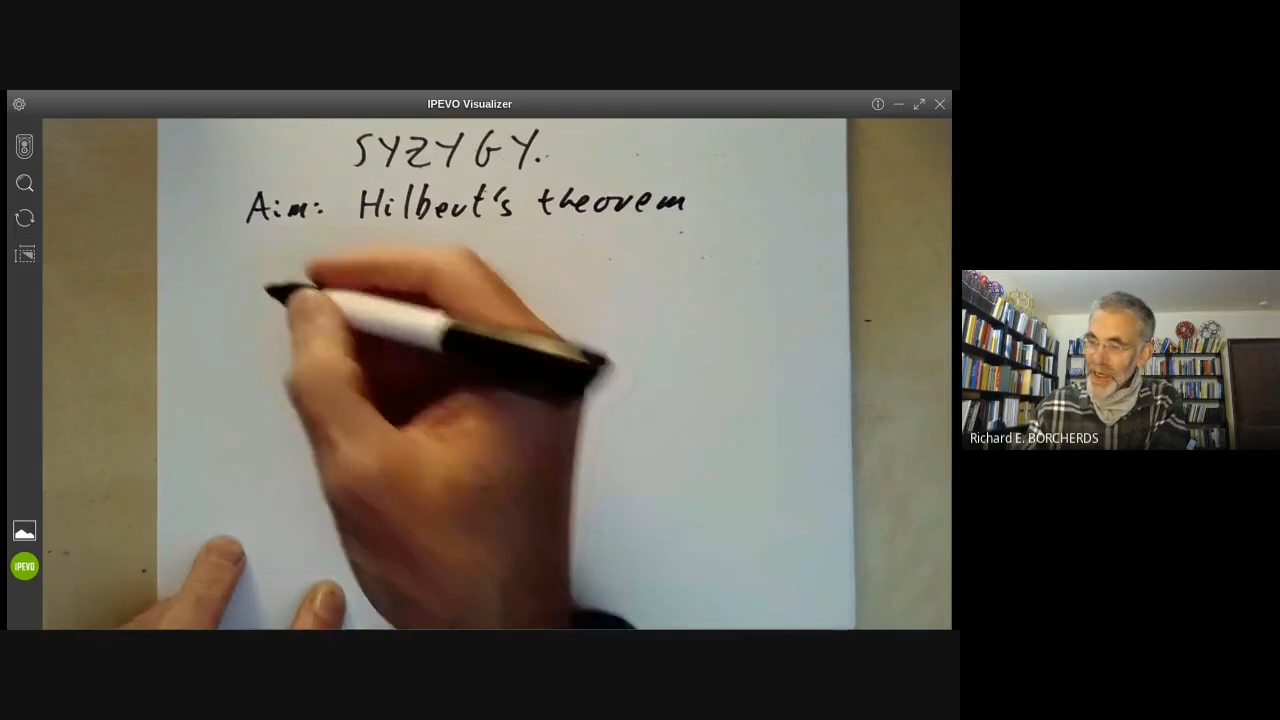 IPEVO Visualizer
SYZYGY.
Aim: Hilbert's theorem
IPEVO
Richard E. BORCHERDS